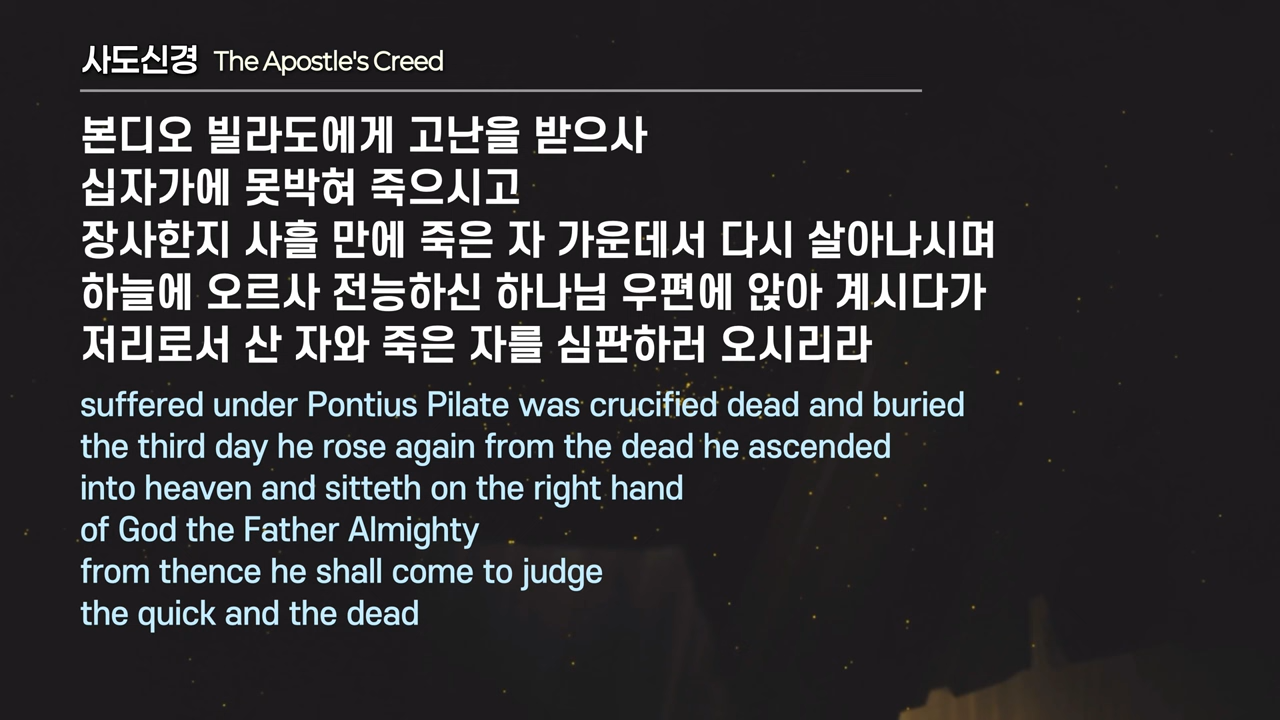 사도신경 The Apostle's Creed
본디오 빌라도에게 고난을 받으사
십자가에 못박혀 죽으시고
장사한지 사흘 만에 죽은 자 가운데서 다시 살아나시며
하늘에 오르사 전능하신 하나님 우편에 앉아 계시다가
저리로서 산 자와 죽은 자를 심판하러 오시리라
suffered under Pontius Pilate was crucified dead and buried
the third day he rose again from the dead he ascended
into heaven and sitteth on the right hand
of God the Father Almighty
from thence he shall come to judge
the quick and the dead